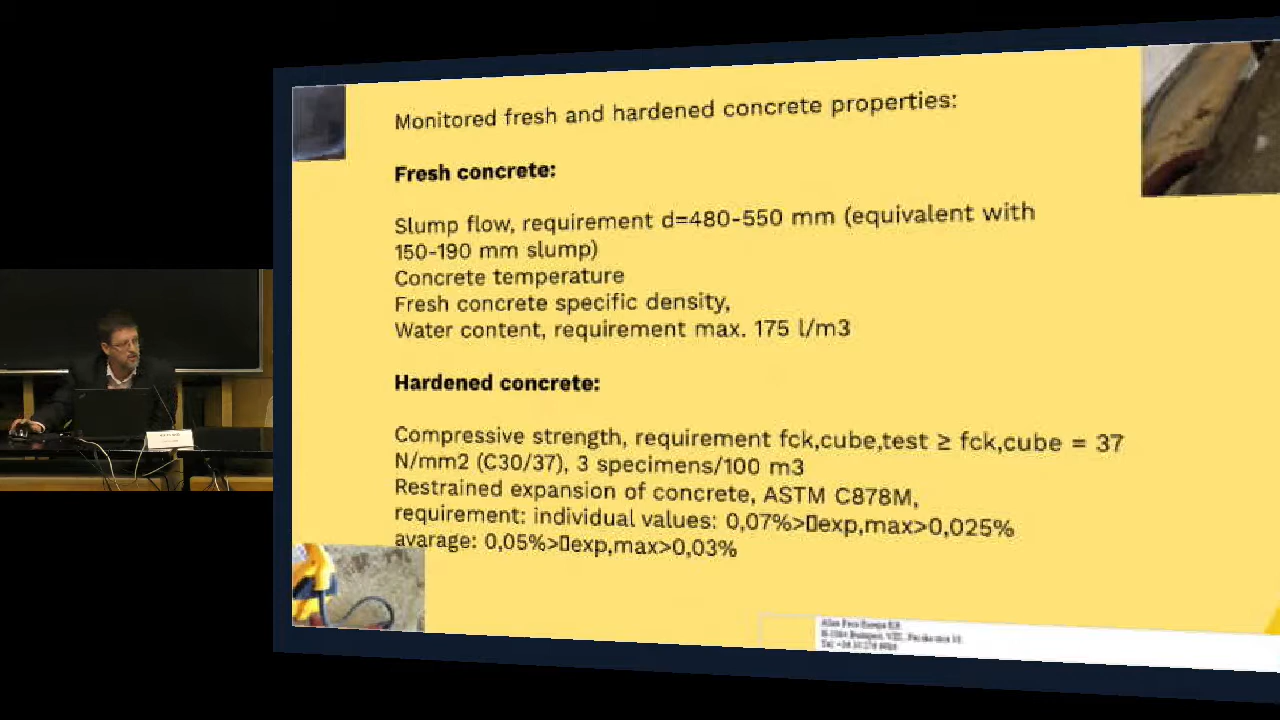 Monitored fresh and hardened concrete properties:
Fresh concrete:
Slump flow, requirement d=480-550 mm (equivalent with
150-190 mm slump)
Concrete temperature
Fresh concrete specific density,
Water content, requirement max. 175 l/m3
Hardened concrete:
Compressive strength, requirement fck,cube,test ≥ fck,cube = 37
N/mm2 (C30/37), 3 specimens/100 m3
Restrained expansion of concrete, ASTM C878M,
requirement: individual values: 0,07%>▯exp,max>0,025%
avarage: 0,05%>▯exp,max>0,03%